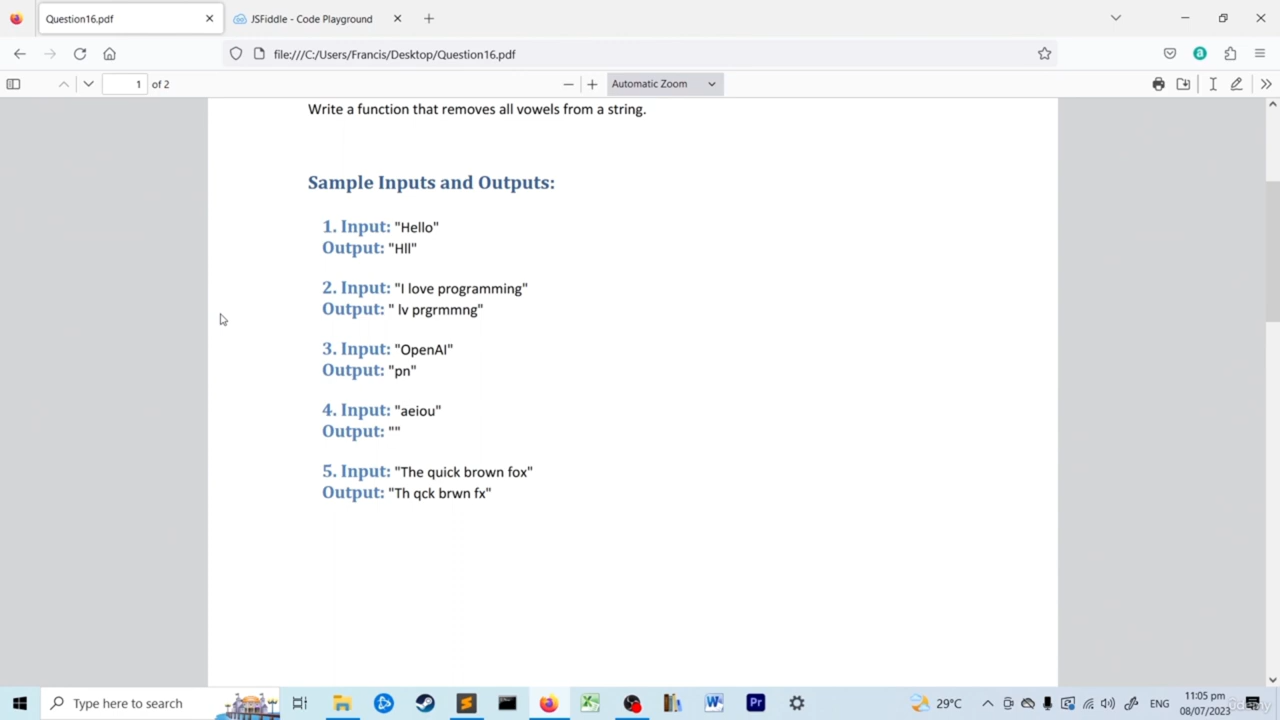 Question16.pdf
JSFiddle - Code Playground
file:///C:/Users/Francis/Desktop/Question16.pdf
1 of 2
Automatic Zoom
Write a function that removes all vowels from a string.
Sample Inputs and Outputs:
1. Input: "Hello"
Output: "Hll"
2. Input: "I love programming"
Output: " lv prgrmmng"
3. Input: "OpenAI"
Output: "pn"
4. Input: "aeiou"
Output: ""
5. Input: "The quick brown fox"
Output: "Th qck brwn fx"
Type here to search
29°C
ENG
11:05 pm
08/07/2023
Udemy